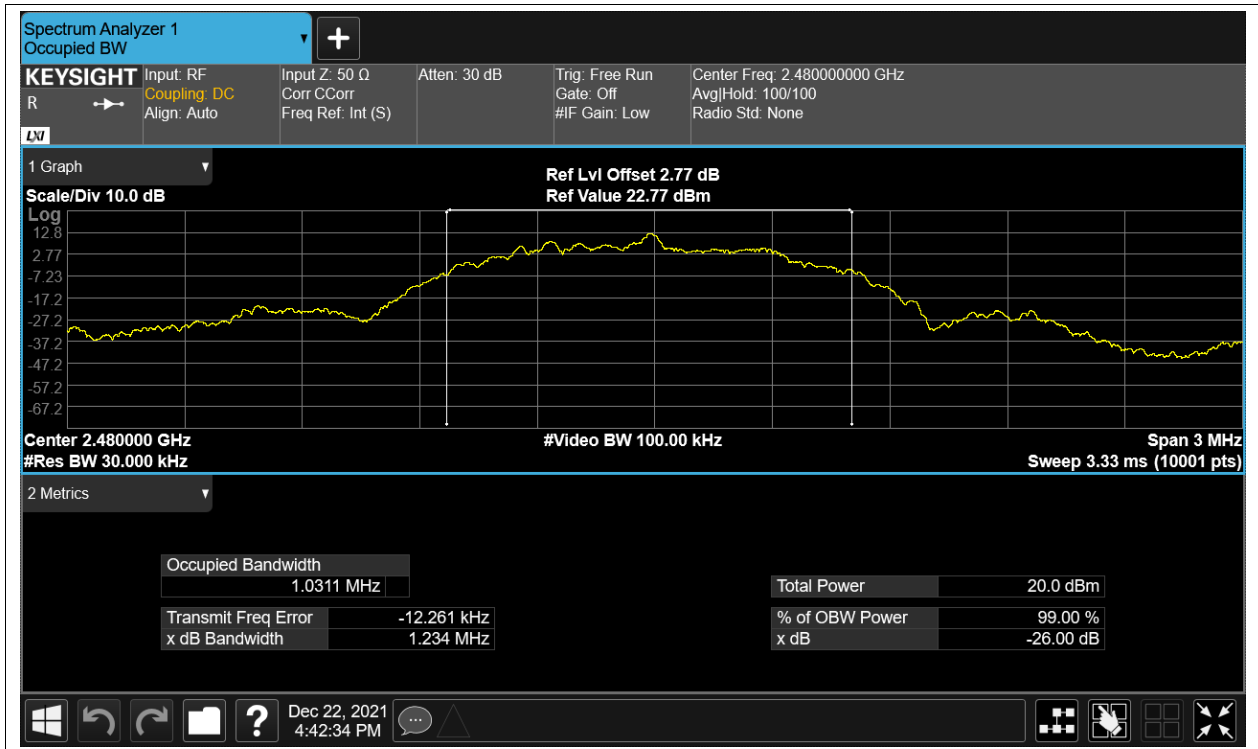 Spectrum Analyzer 1
Occupied BW
KEYSIGHT Input: RF Input Z: 50 Ω Atten: 30 dB Trig: Free Run Center Freq: 2.480000000 GHz
R Coupling: DC Corr CCorr Gate: Off Avg|Hold: 100/100
Align: Auto Freq Ref: Int (S) #IF Gain: Low Radio Std: None
LXI
1 Graph
Ref Lvl Offset 2.77 dB
Scale/Div 10.0 dB Ref Value 22.77 dBm
Log
12.8
2.77
-7.23
-17.2
-27.2
-37.2
-47.2
-57.2
-67.2
Center 2.480000 GHz #Video BW 100.00 kHz Span 3 MHz
#Res BW 30.000 kHz Sweep 3.33 ms (10001 pts)
2 Metrics
Occupied Bandwidth
1.0311 MHz Total Power 20.0 dBm
Transmit Freq Error -12.261 kHz % of OBW Power 99.00 %
x dB Bandwidth 1.234 MHz x dB -26.00 dB
? Dec 22, 2021
4:42:34 PM